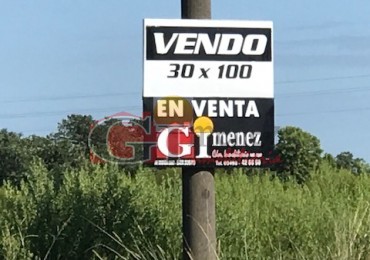 VENDO
30 x 100
EN VENTA
GGimenez